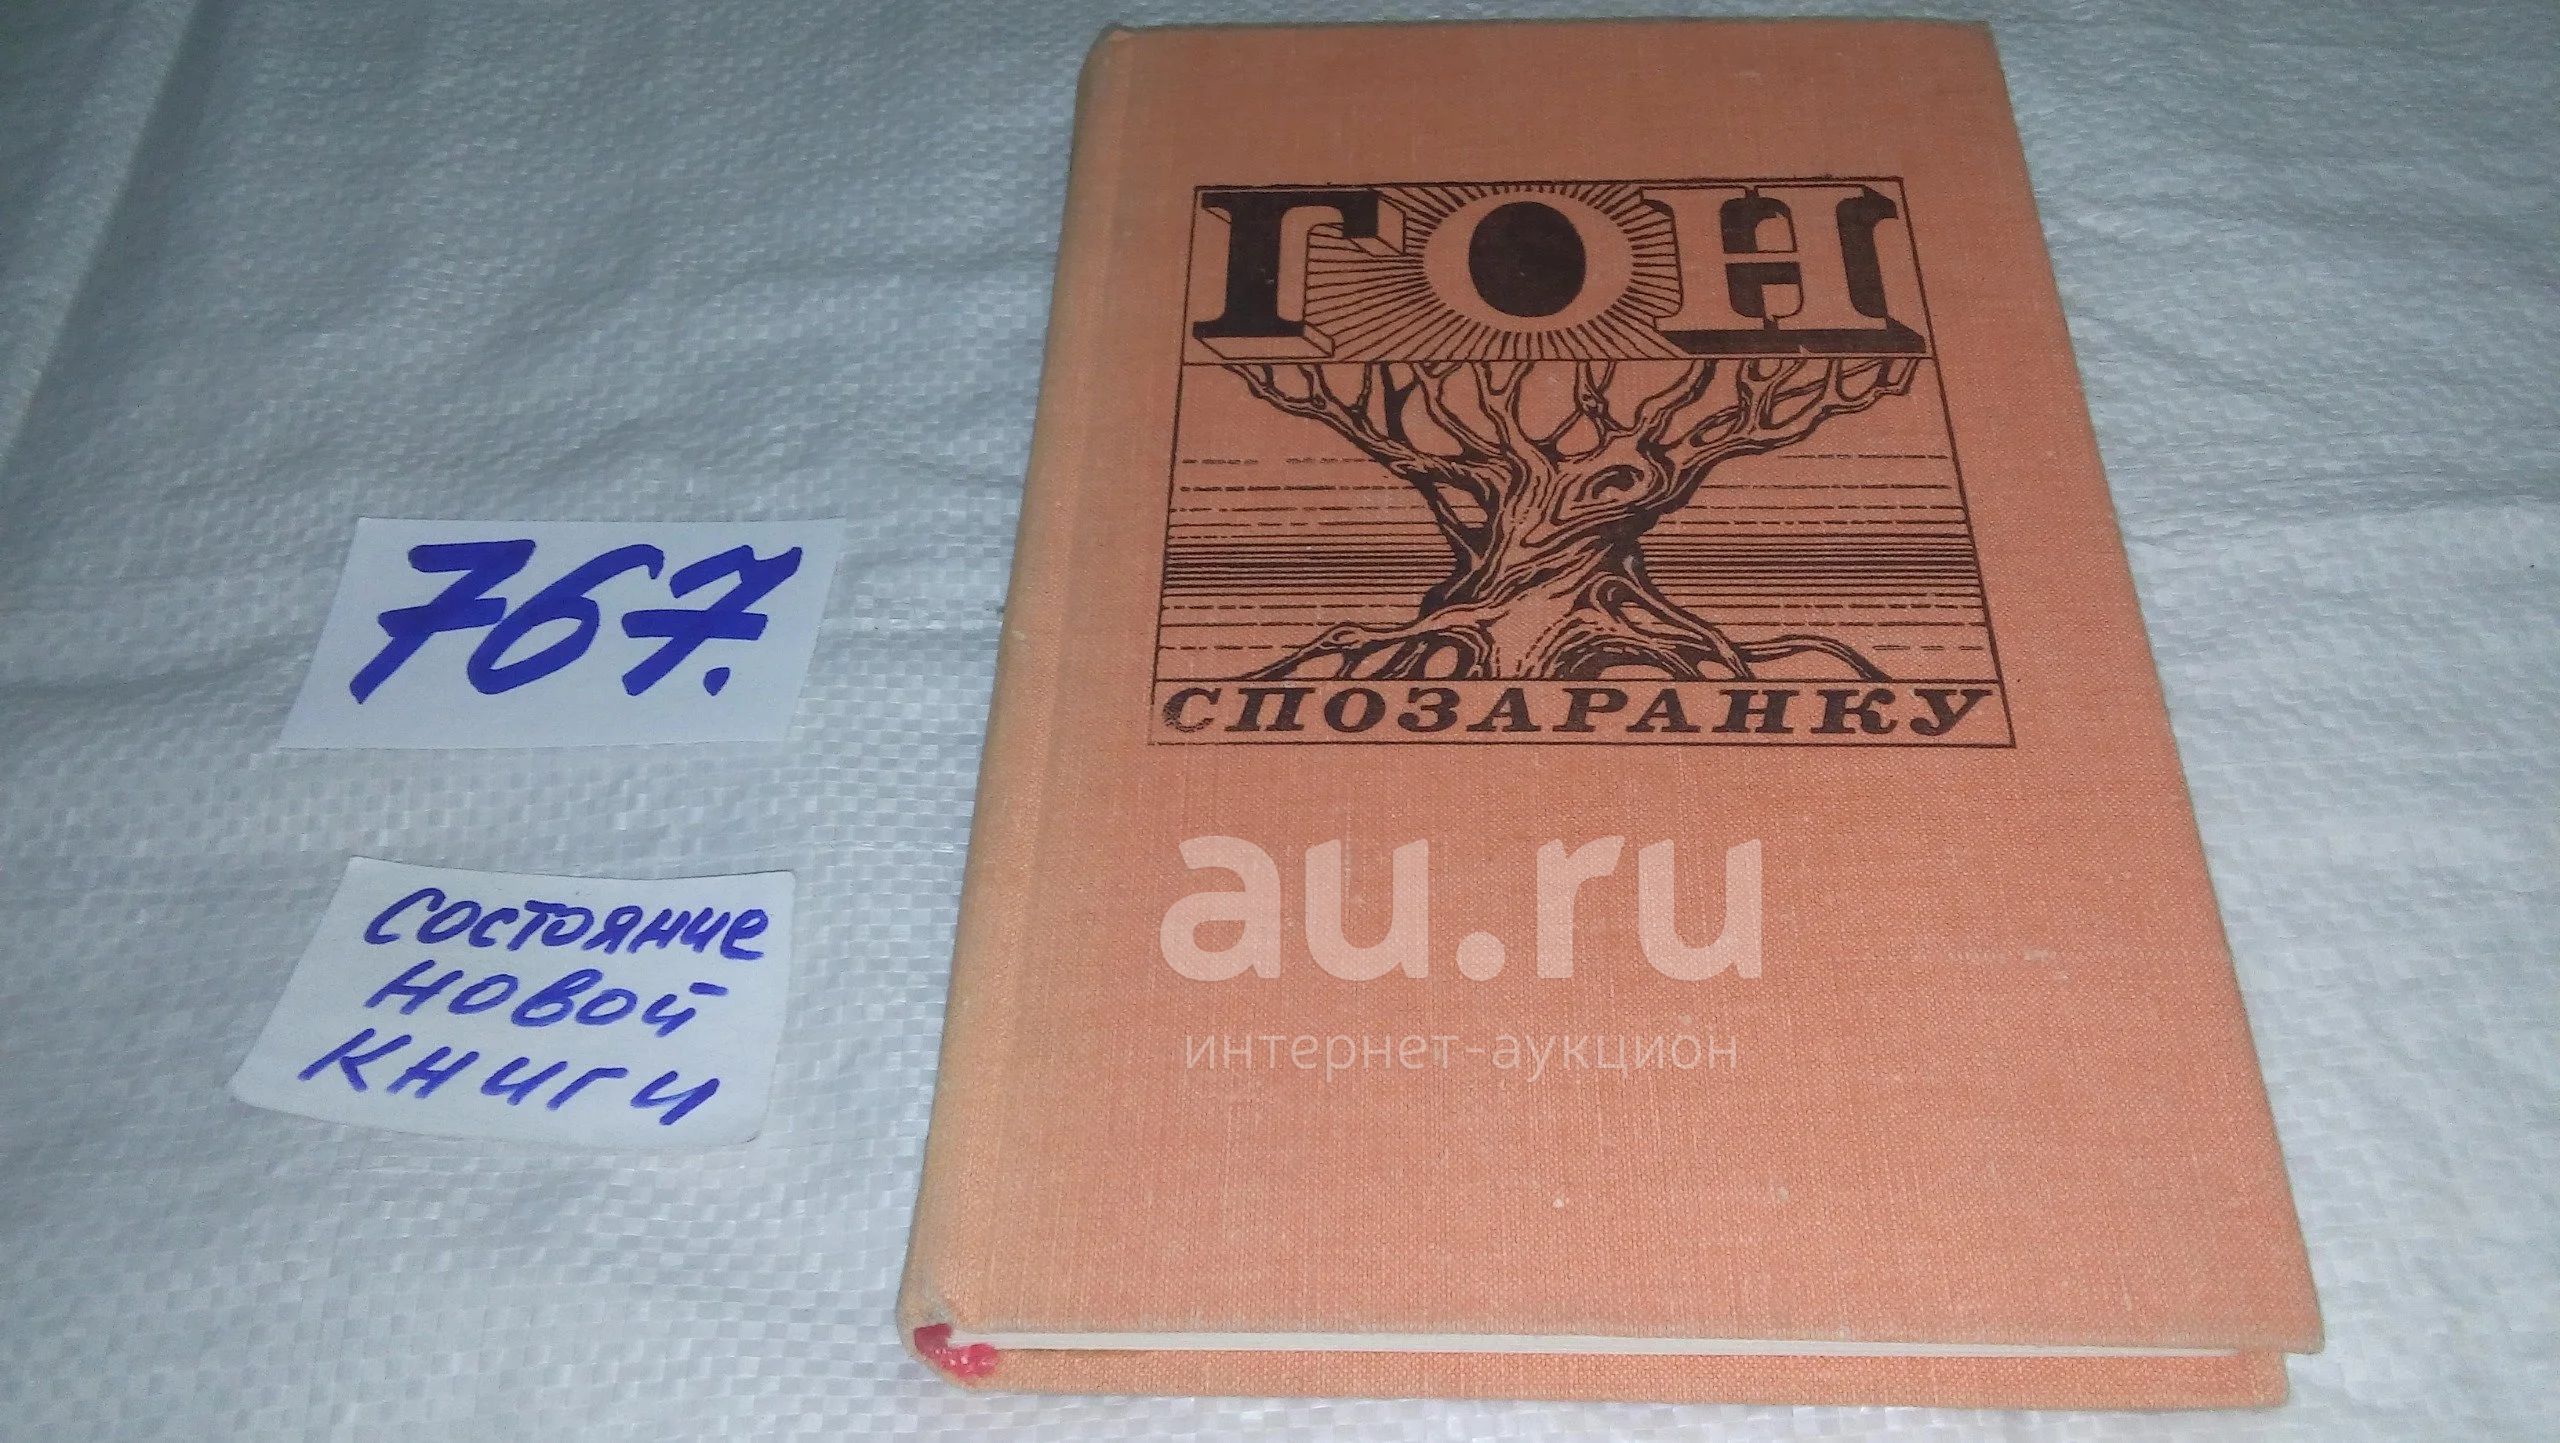 767.
состояние
новой
книги
ГОН
СПОЗАРАНКУ
au.ru
интернет-аукцион